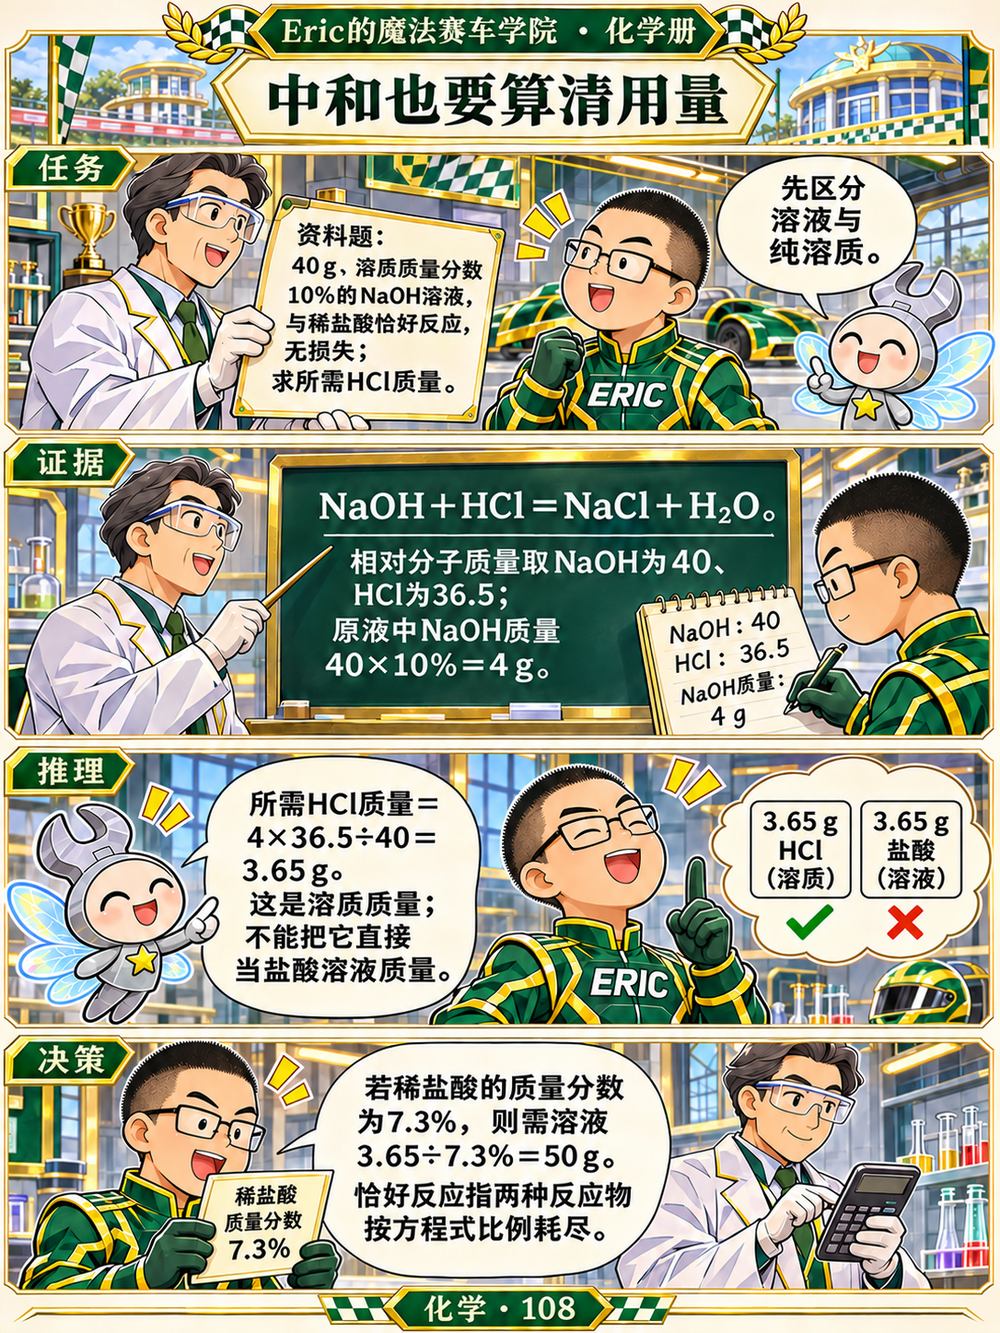 Eric的魔法赛车学院 · 化学册
中和也要算清用量
任务
资料题：
40g、溶质质量分数
10%的NaOH溶液，
与稀盐酸恰好反应，
无损失；
求所需HCl质量。
ERIC
先区分
溶液与
纯溶质。
证据
NaOH+HCl=NaCl+H₂O。
相对分子质量取NaOH为40、
HCl为36.5；
原液中NaOH质量
40×10%=4g。
NaOH：40
HCl：36.5
NaOH质量：
4g
推理
所需HCl质量=
4×36.5÷40=
3.65g。
这是溶质质量；
不能把它直接
当盐酸溶液质量。
ERIC
3.65g
HCl
（溶质）
3.65g
盐酸
（溶液）
决策
稀盐酸
质量分数
7.3%
若稀盐酸的质量分数
为7.3%，则需溶液
3.65÷7.3%=50g。
恰好反应指两种反应物
按方程式比例耗尽。
化学·108